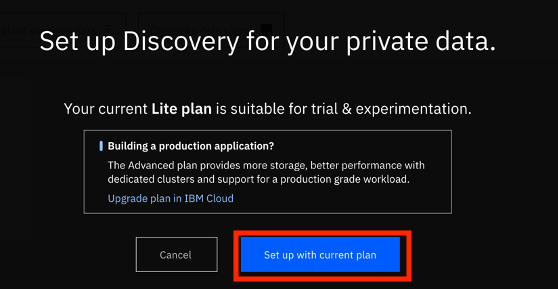 Set up Discovery for your private data.
Your current Lite plan is suitable for trial & experimentation.
Building a production application?
The Advanced plan provides more storage, better performance with
dedicated clusters and support for a production grade workload.
Upgrade plan in IBM Cloud
Cancel
Set up with current plan